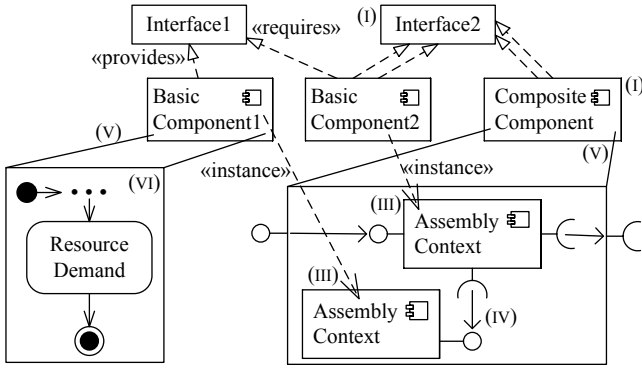 Interface1
«requires»
(I)
Interface2
«provides»
Basic
Component1
Basic
Component2
Composite
Component
(I)
(V)
(V)
(VI)
«instance»
«instance»
• • •
Resource
Demand
(III)
Assembly
Context
(III)
Assembly
Context
(IV)